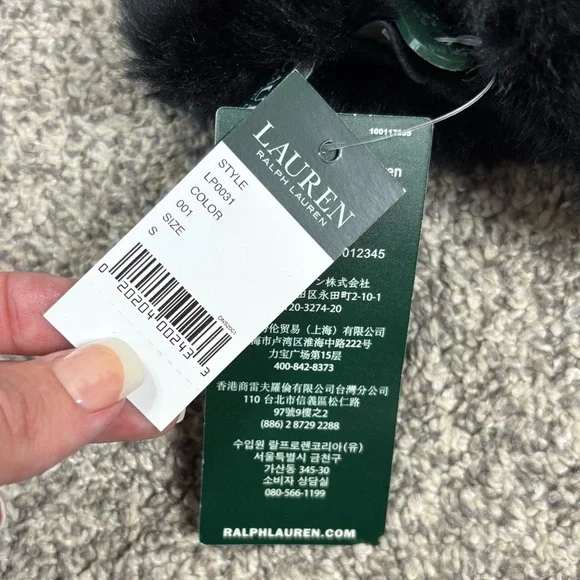 LAUREN
RALPH LAUREN
STYLE
LP0031
COLOR
001
SIZE
S
DN50901
0 20204 00243 3
012345
株式会社
区永田町2-10-1
20-3274-20
伦贸易（上海）有限公司
海市卢湾区淮海中路222号
力宝广场第15层
400-842-8373
香港商雷夫羅倫有限公司台灣分公司
110 台北市信義區松仁路
97號9樓之2
(886) 2 8729 2288
수입원 랄프로렌코리아(유)
서울특별시 금천구
가산동 345-30
소비자 상담실
080-566-1199
RALPHLAUREN.COM